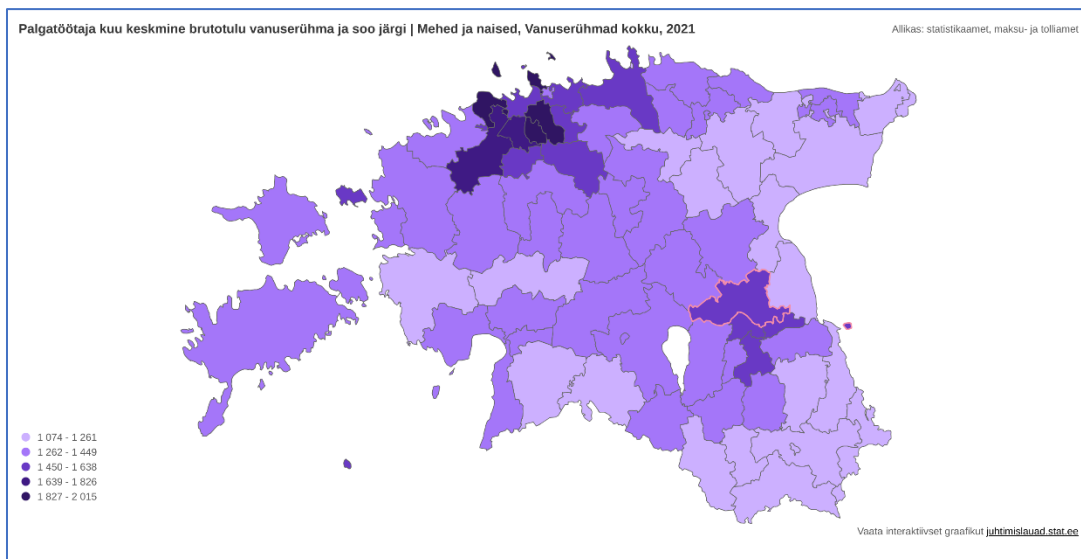 Palgatöötaja kuu keskmine brutotulu vanuserühma ja soo järgi | Mehed ja naised, Vanuserühmad kokku, 2021
Allikas: statistikaamet, maksu- ja tolliamet
1 074 - 1 261
1 262 - 1 449
1 450 - 1 638
1 639 - 1 826
1 827 - 2 015
Vaata interaktiivset graafikut juhtimislauad.stat.ee